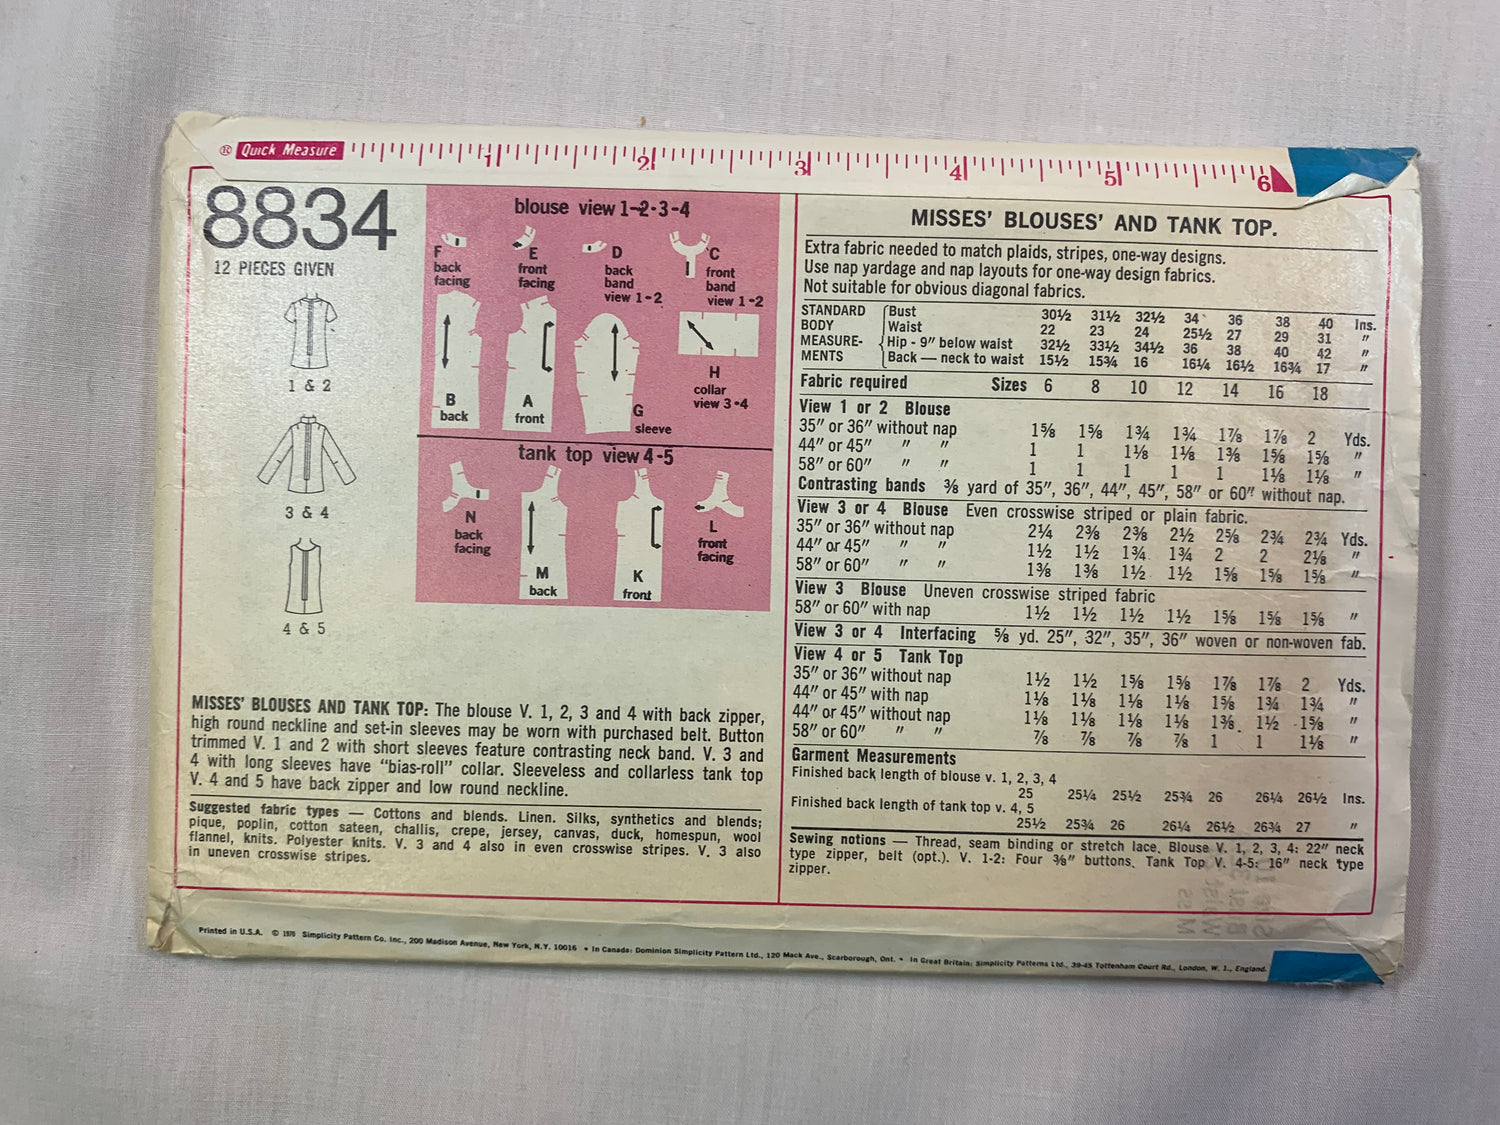 ® Quick Measure 1 2 3 4 5 6
8834
12 PIECES GIVEN
1 & 2
3 & 4
4 & 5
blouse view 1-2-3-4
F
back
facing
E
front
facing
D
back
band
view 1-2
C
front
band
view 1-2
B
back
A
front
G
sleeve
H
collar
view 3-4
tank top view 4-5
N
back
facing
M
back
K
front
L
front
facing
MISSES' BLOUSES AND TANK TOP: The blouse V. 1, 2, 3 and 4 with back zipper,
high round neckline and set-in sleeves may be worn with purchased belt. Button
trimmed V. 1 and 2 with short sleeves feature contrasting neck band. V. 3 and
4 with long sleeves have "bias-roll" collar. Sleeveless and collarless tank top
V. 4 and 5 have back zipper and low round neckline.
Suggested fabric types — Cottons and blends. Linen. Silks, synthetics and blends;
pique, poplin, cotton sateen, challis, crepe, jersey, canvas, duck, homespun, wool
flannel, knits. Polyester knits. V. 3 and 4 also in even crosswise stripes. V. 3 also
in uneven crosswise stripes.
MISSES' BLOUSES' AND TANK TOP.
Extra fabric needed to match plaids, stripes, one-way designs.
Use nap yardage and nap layouts for one-way design fabrics.
Not suitable for obvious diagonal fabrics.
STANDARD BODY MEASURE- MENTS
Bust 30½ 31½ 32½ 34 36 38 40 Ins.
Waist 22 23 24 25½ 27 29 31 "
Hip - 9" below waist 32½ 33½ 34½ 36 38 40 42 "
Back — neck to waist 15½ 15¾ 16 16¼ 16½ 16¾ 17 "
Fabric required Sizes 6 8 10 12 14 16 18
View 1 or 2 Blouse
35" or 36" without nap 1⅝ 1⅝ 1¾ 1¾ 1⅞ 1⅞ 2 Yds.
44" or 45" " " 1 1 1⅛ 1⅛ 1⅜ 1⅝ 1⅝ "
58" or 60" " " 1 1 1 1 1 1⅛ 1⅛ "
Contrasting bands ⅜ yard of 35", 36", 44", 45", 58" or 60" without nap.
View 3 or 4 Blouse Even crosswise striped or plain fabric.
35" or 36" without nap 2¼ 2⅜ 2⅜ 2½ 2⅝ 2¾ 2¾ Yds.
44" or 45" " " 1½ 1½ 1¾ 1¾ 2 2 2⅛ "
58" or 60" " " 1⅜ 1⅜ 1½ 1½ 1⅝ 1⅝ 1⅝ "
View 3 Blouse Uneven crosswise striped fabric
58" or 60" with nap 1½ 1½ 1½ 1½ 1⅝ 1⅝ 1⅝ "
View 3 or 4 Interfacing ⅝ yd. 25", 32", 35", 36" woven or non-woven fab.
View 4 or 5 Tank Top
35" or 36" without nap 1½ 1½ 1⅝ 1⅝ 1⅞ 1⅞ 2 Yds.
44" or 45" with nap 1⅛ 1⅛ 1⅛ 1⅛ 1⅝ 1¾ 1¾ "
44" or 45" without nap 1⅛ 1⅛ 1⅛ 1⅛ 1⅜ 1½ 1⅝ "
58" or 60" " " ⅞ ⅞ ⅞ ⅞ 1 1 1⅛ "
Garment Measurements
Finished back length of blouse v. 1, 2, 3, 4
25 25¼ 25½ 25¾ 26 26¼ 26½ Ins.
Finished back length of tank top v. 4, 5
25½ 25¾ 26 26¼ 26½ 26¾ 27 "
Sewing notions — Thread, seam binding or stretch lace. Blouse V. 1, 2, 3, 4: 22" neck
type zipper, belt (opt.). V. 1-2: Four ⅜" buttons. Tank Top V. 4-5: 16" neck type
zipper.
Printed in U.S.A. © 1970 Simplicity Pattern Co. Inc., 200 Madison Avenue, New York, N.Y. 10016 • In Canada: Dominion Simplicity Pattern Ltd., 120 Mack Ave., Scarborough, Ont. • In Great Britain: Simplicity Patterns Ltd., 39-45 Tottenham Court Rd., London, W. 1., England.